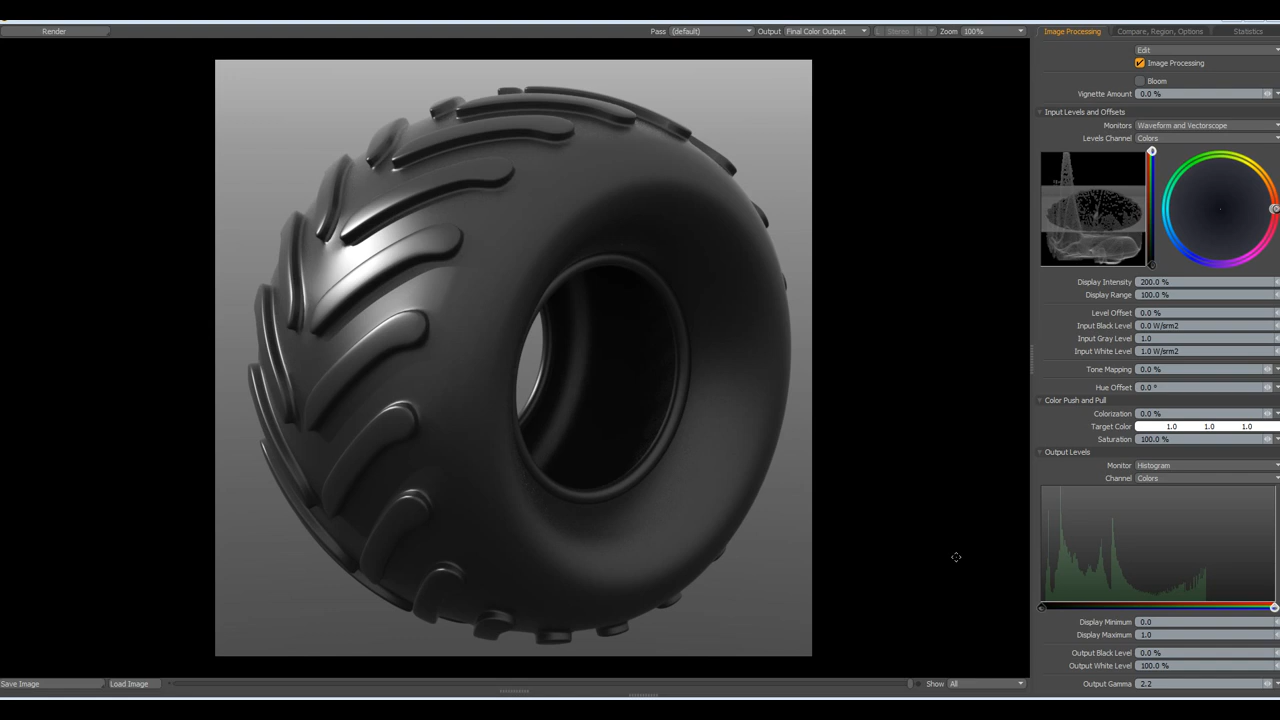 Render Pass (default) Output Final Color Output L Stereo R Zoom 100% Image Processing Compare, Region, Options Statistics
Edit
Image Processing
Bloom
Vignette Amount 0.0 %
Input Levels and Offsets
Monitors Waveform and Vectorscope
Levels Channel Colors
Display Intensity 200.0 %
Display Range 100.0 %
Level Offset 0.0 %
Input Black Level 0.0 W/srm2
Input Gray Level 1.0
Input White Level 1.0 W/srm2
Tone Mapping 0.0 %
Hue Offset 0.0 °
Color Push and Pull
Colorization 0.0 %
Target Color 1.0 1.0 1.0
Saturation 100.0 %
Output Levels
Monitor Histogram
Channel Colors
Display Minimum 0.0
Display Maximum 1.0
Output Black Level 0.0 %
Output White Level 100.0 %
Save Image Load Image Show All Output Gamma 2.2